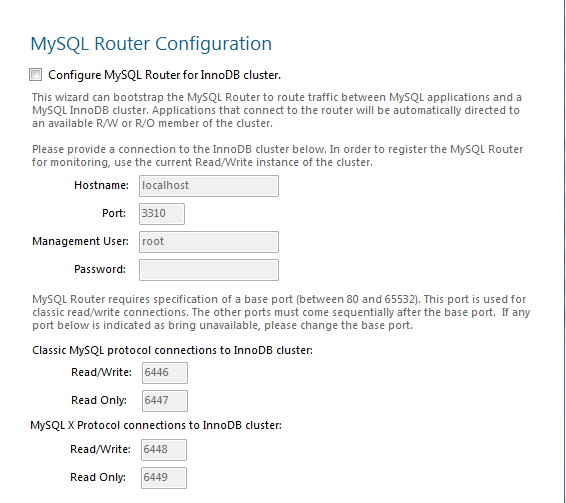 MySQL Router Configuration
Configure MySQL Router for InnoDB cluster.
This wizard can bootstrap the MySQL Router to route traffic between MySQL applications and a
MySQL InnoDB cluster. Applications that connect to the router will be automatically directed to
an available R/W or R/O member of the cluster.
Please provide a connection to the InnoDB cluster below. In order to register the MySQL Router
for monitoring, use the current Read/Write instance of the cluster.
Hostname: localhost
Port: 3310
Management User: root
Password:
MySQL Router requires specification of a base port (between 80 and 65532). This port is used for
classic read/write connections. The other ports must come sequentially after the base port. If any
port below is indicated as bring unavailable, please change the base port.
Classic MySQL protocol connections to InnoDB cluster:
Read/Write: 6446
Read Only: 6447
MySQL X Protocol connections to InnoDB cluster:
Read/Write: 6448
Read Only: 6449